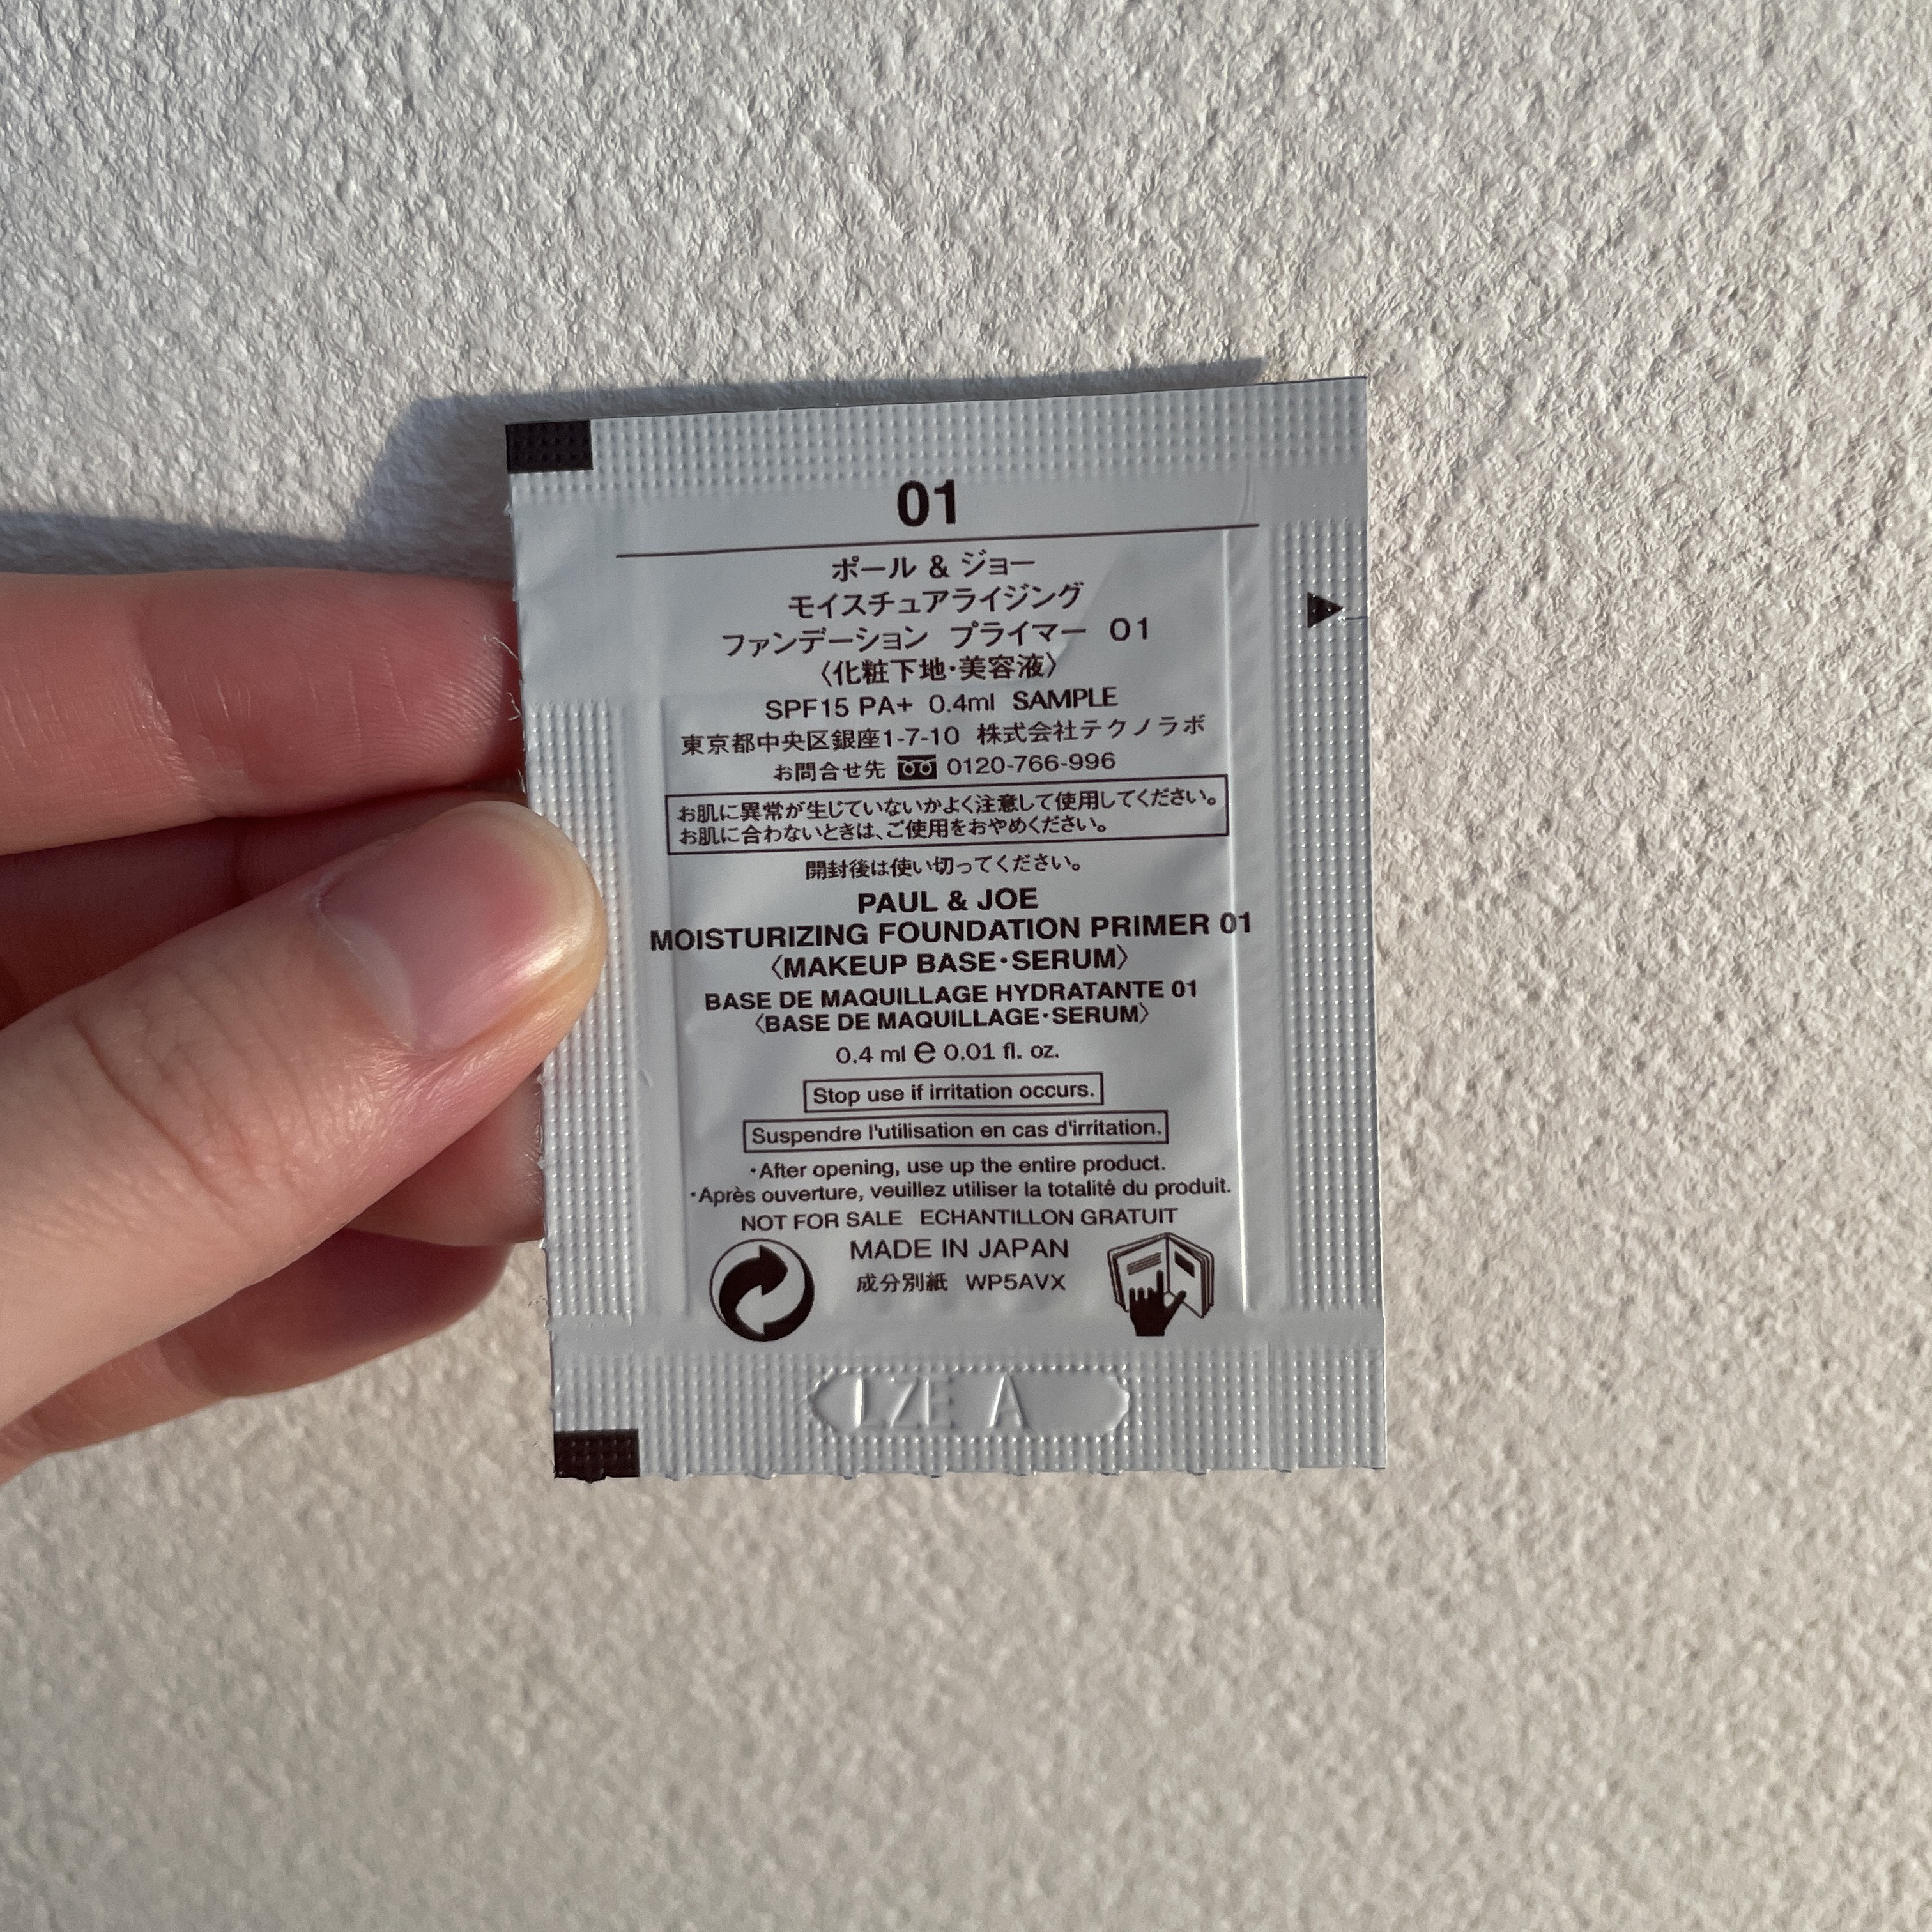 01
ポール & ジョー
モイスチュアライジング
ファンデーション プライマー 01
〈化粧下地・美容液〉
SPF15 PA+ 0.4ml SAMPLE
東京都中央区銀座1-7-10 株式会社テクノラボ
お問合せ先 0120-766-996
お肌に異常が生じていないかよく注意して使用してください。
お肌に合わないときは、ご使用をおやめください。
開封後は使い切ってください。
PAUL & JOE
MOISTURIZING FOUNDATION PRIMER 01
〈MAKEUP BASE・SERUM〉
BASE DE MAQUILLAGE HYDRATANTE 01
〈BASE DE MAQUILLAGE・SERUM〉
0.4 ml ℮ 0.01 fl. oz.
Stop use if irritation occurs.
Suspendre l'utilisation en cas d'irritation.
・After opening, use up the entire product.
・Après ouverture, veuillez utiliser la totalité du produit.
NOT FOR SALE ECHANTILLON GRATUIT
MADE IN JAPAN
成分別紙 WP5AVX
LZE A